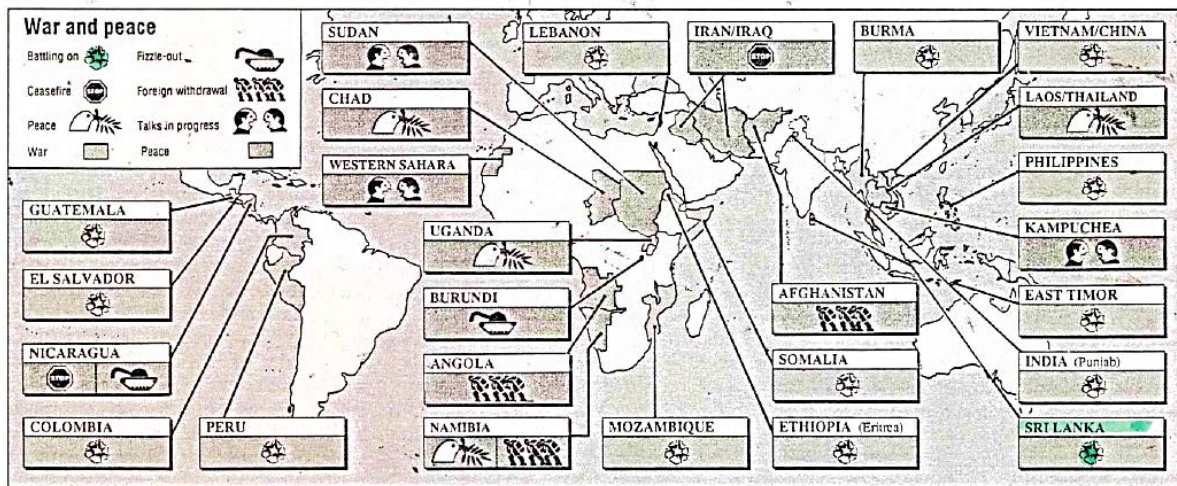 War and peace
Battling on
Fizzle-out
Ceasefire
STOP
Foreign withdrawal
Peace
Talks in progress
War
Peace
SUDAN
LEBANON
IRAN/IRAQ
STOP
BURMA
VIETNAM/CHINA
CHAD
LAOS/THAILAND
WESTERN SAHARA
PHILIPPINES
GUATEMALA
UGANDA
KAMPUCHEA
EL SALVADOR
BURUNDI
AFGHANISTAN
EAST TIMOR
NICARAGUA
STOP
ANGOLA
SOMALIA
INDIA (Punjab)
COLOMBIA
PERU
NAMIBIA
MOZAMBIQUE
ETHIOPIA (Eritrea)
SRI LANKA